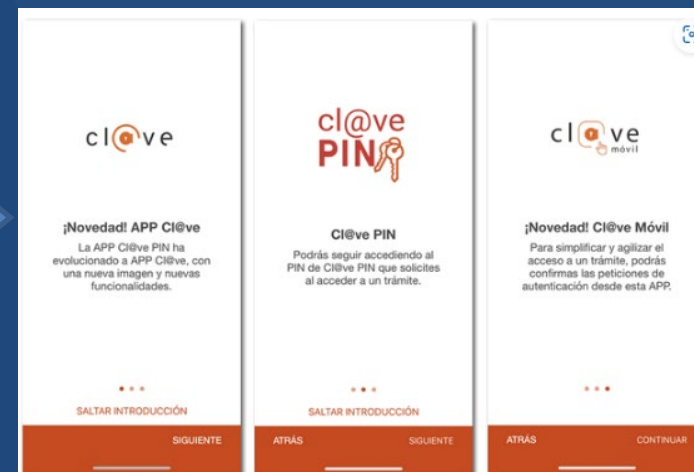 cl@ve
¡Novedad! APP Cl@ve
La APP Cl@ve PIN ha
evolucionado a APP Cl@ve, con
una nueva imagen y nuevas
funcionalidades.
SALTAR INTRODUCCIÓN
SIGUIENTE
cl@ve
PIN
Cl@ve PIN
Podrás seguir accediendo al
PIN de Cl@ve PIN que solicites
al acceder a un trámite.
SALTAR INTRODUCCIÓN
ATRÁS
SIGUIENTE
cl@ve
móvil
¡Novedad! Cl@ve Móvil
Para simplificar y agilizar el
acceso a un trámite, podrás
confirmas las peticiones de
autenticación desde esta APP.
ATRÁS
CONTINUAR